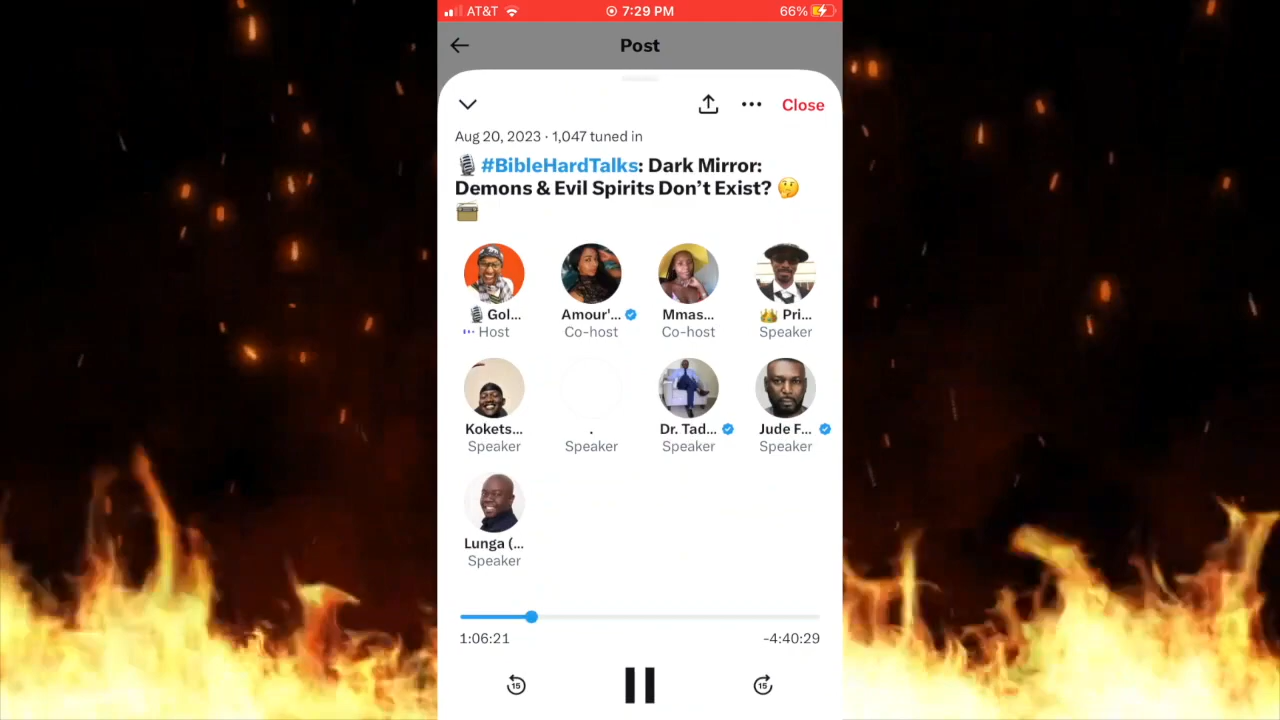 AT&T 7:29 PM 66%
Post
Close
Aug 20, 2023 · 1,047 tuned in
🎙️ #BibleHardTalks: Dark Mirror:
Demons & Evil Spirits Don’t Exist? 🤔
📻
🎙️ Gol... Amour'... Mmas... 👑 Pri...
Host Co-host Co-host Speaker
Kokets... . Dr. Tad... Jude F...
Speaker Speaker Speaker Speaker
Lunga (...
Speaker
1:06:21 -4:40:29
15 15